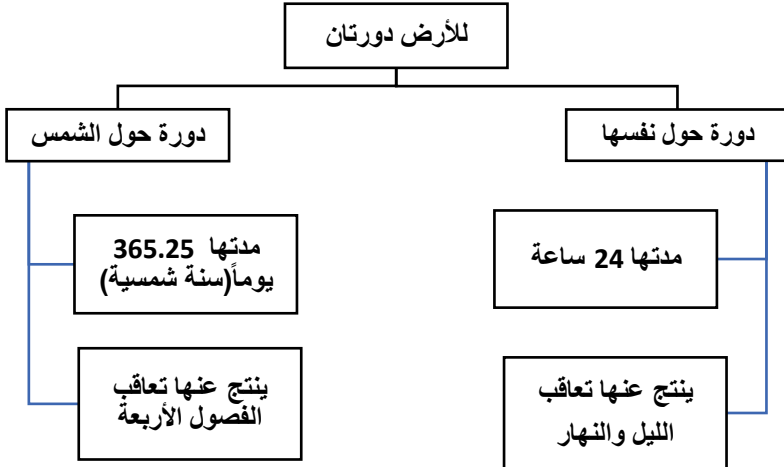 للأرض دورتان
دورة حول نفسها
مدتها 24 ساعة
ينتج عنها تعاقب
الليل والنهار
دورة حول الشمس
مدتها 365.25
يوماً(سنة شمسية)
ينتج عنها تعاقب
الفصول الأربعة